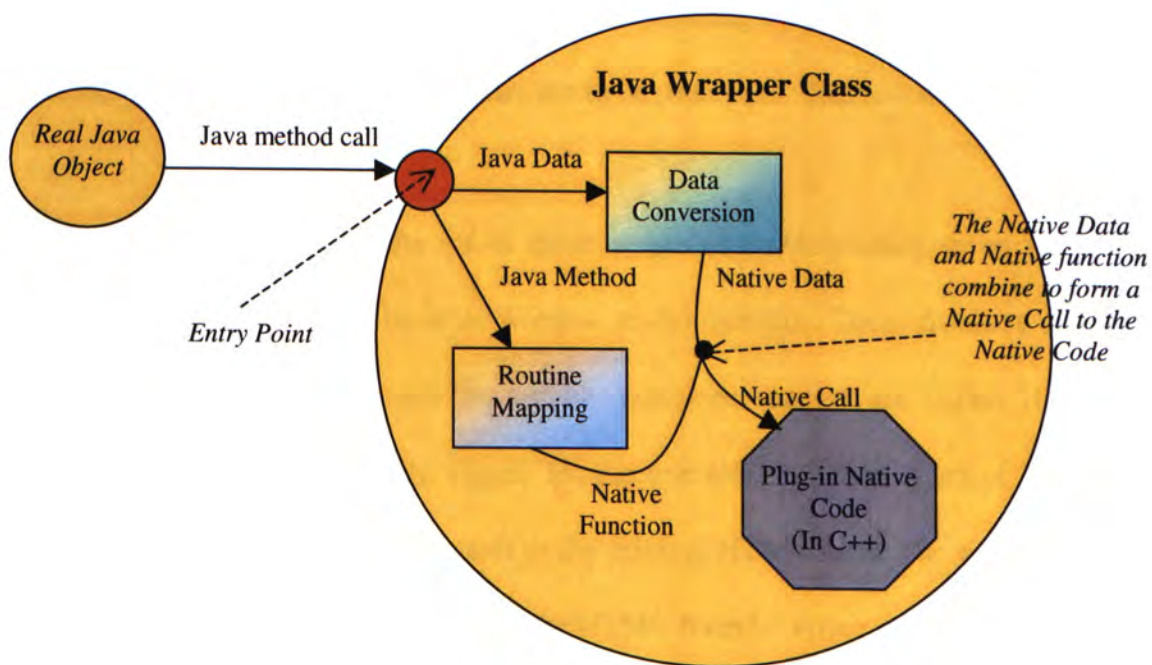 Java Wrapper Class
Real Java
Object
Java method call
Java Data
Data
Conversion
The Native Data
and Native function
combine to form a
Native Call to the
Native Code
Java Method
Native Data
Entry Point
Routine
Mapping
Native Call
Native
Function
Plug-in Native
Code
(In C++)